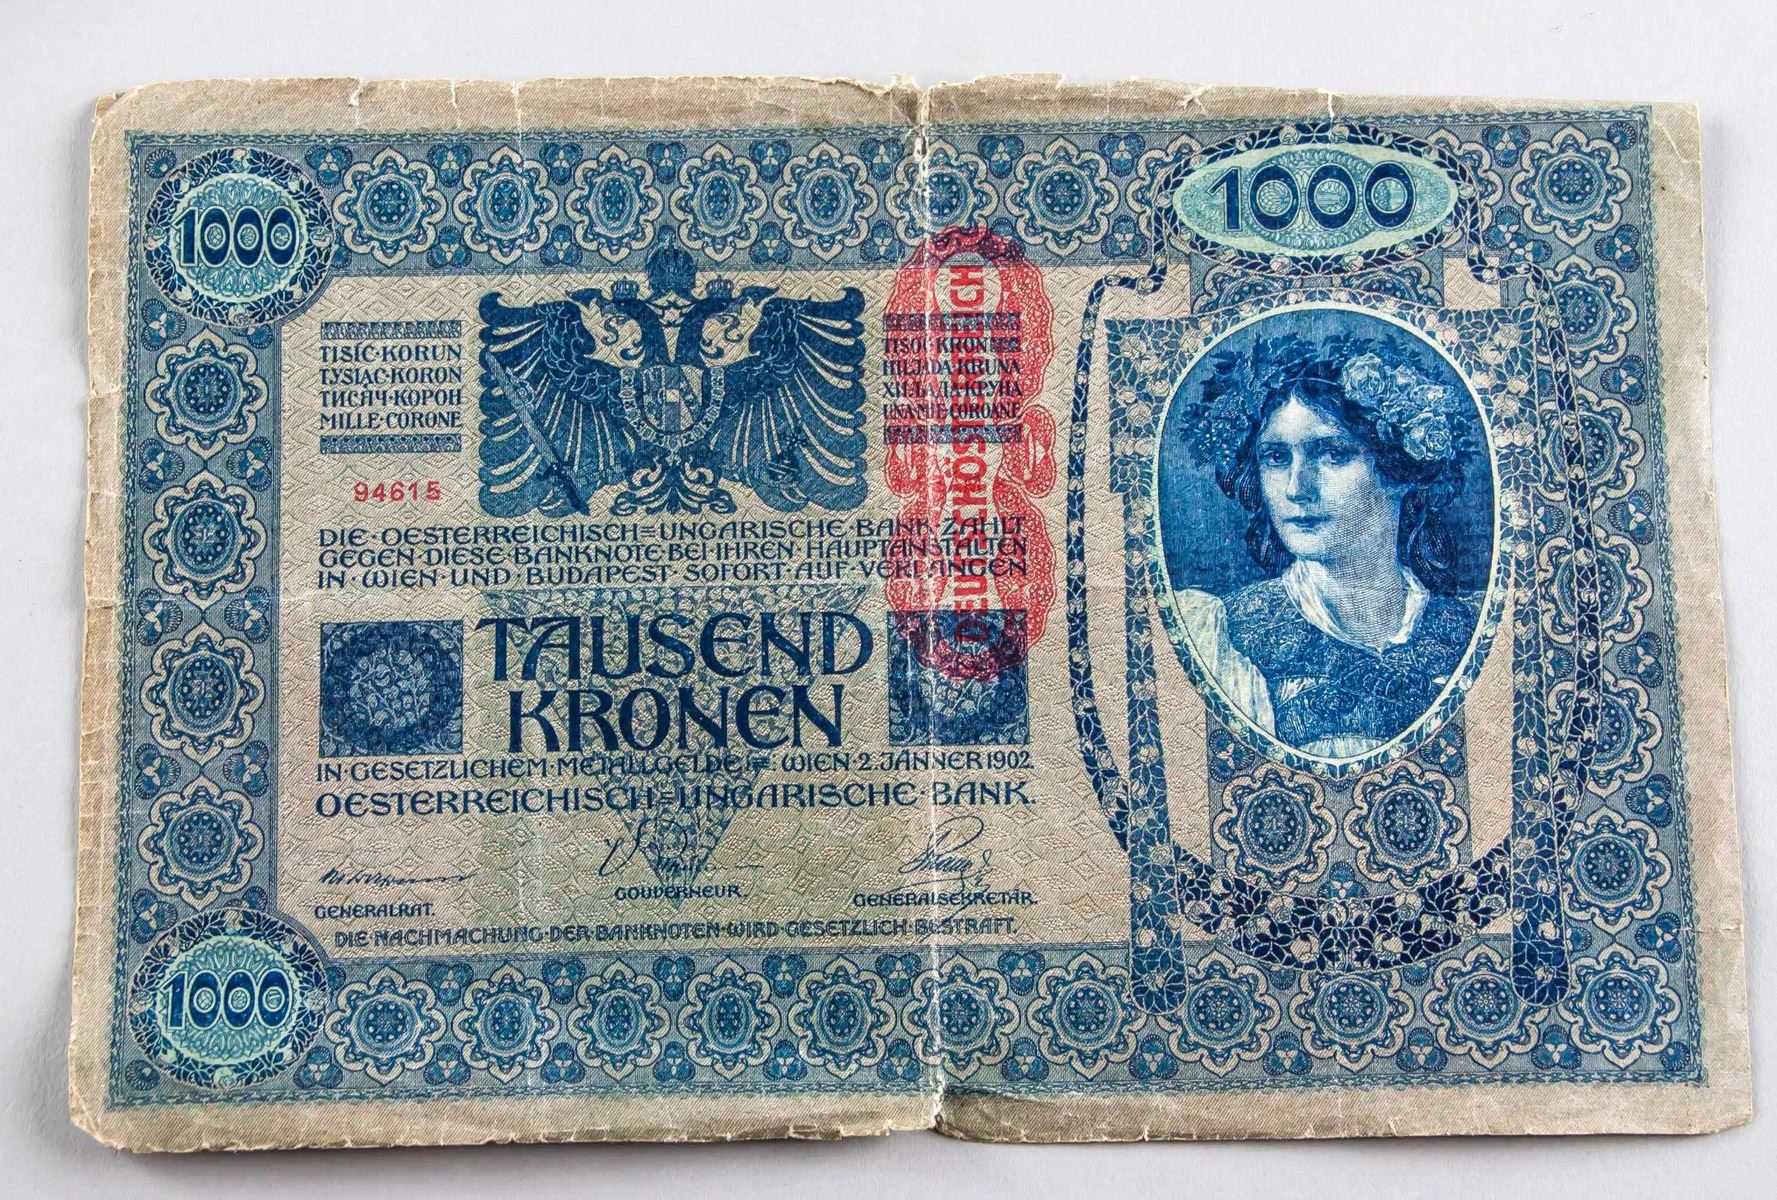 1000
1000
TISÍC·KORUN
TYSIĄC·KORON
ТИСЯЧ·КОРОН
MILLE·CORONE
94615
TISOČ KRONE
HILJADA·KRUNA
ХИЉАДА·КРУНА
UNA·MIE·COROANE
DEUTSCHÖSTERREICH
DIE·OESTERREICHISCH=UNGARISCHE·BANK·ZAHLT
GEGEN·DIESE·BANKNOTE·BEI·IHREN·HAUPTANSTALTEN
IN·WIEN·UND·BUDAPEST·SOFORT·AUF·VERLANGEN
TAUSEND
KRONEN
IN·GESETZLICHEM·METALLGELDE=·WIEN·2.JÄNNER 1902
OESTERREICHISCH=UNGARISCHE·BANK.
GENERALRAT.
GOUVERNEUR.
GENERALSEKRETÄR.
DIE NACHMACHUNG·DER·BANKNOTEN·WIRD·GESETZLICH·BESTRAFT.
1000